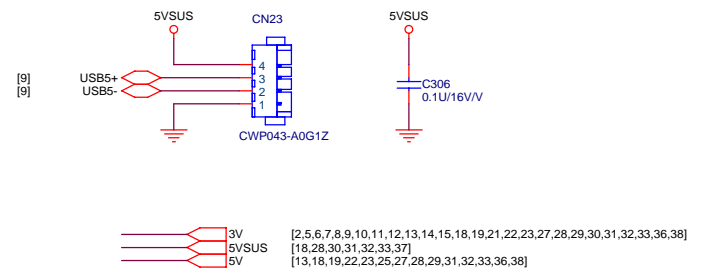 5VSUS CN23 5VSUS
4
[9] USB5+ 3
[9] USB5- 2
1
C306
0.1U/16V/V
CWP043-A0G1Z
3V [2,5,6,7,8,9,10,11,12,13,14,15,18,19,21,22,23,27,28,29,30,31,32,33,36,38]
5VSUS [18,28,30,31,32,33,37]
5V [13,18,19,22,23,25,27,28,29,31,32,33,36,38]